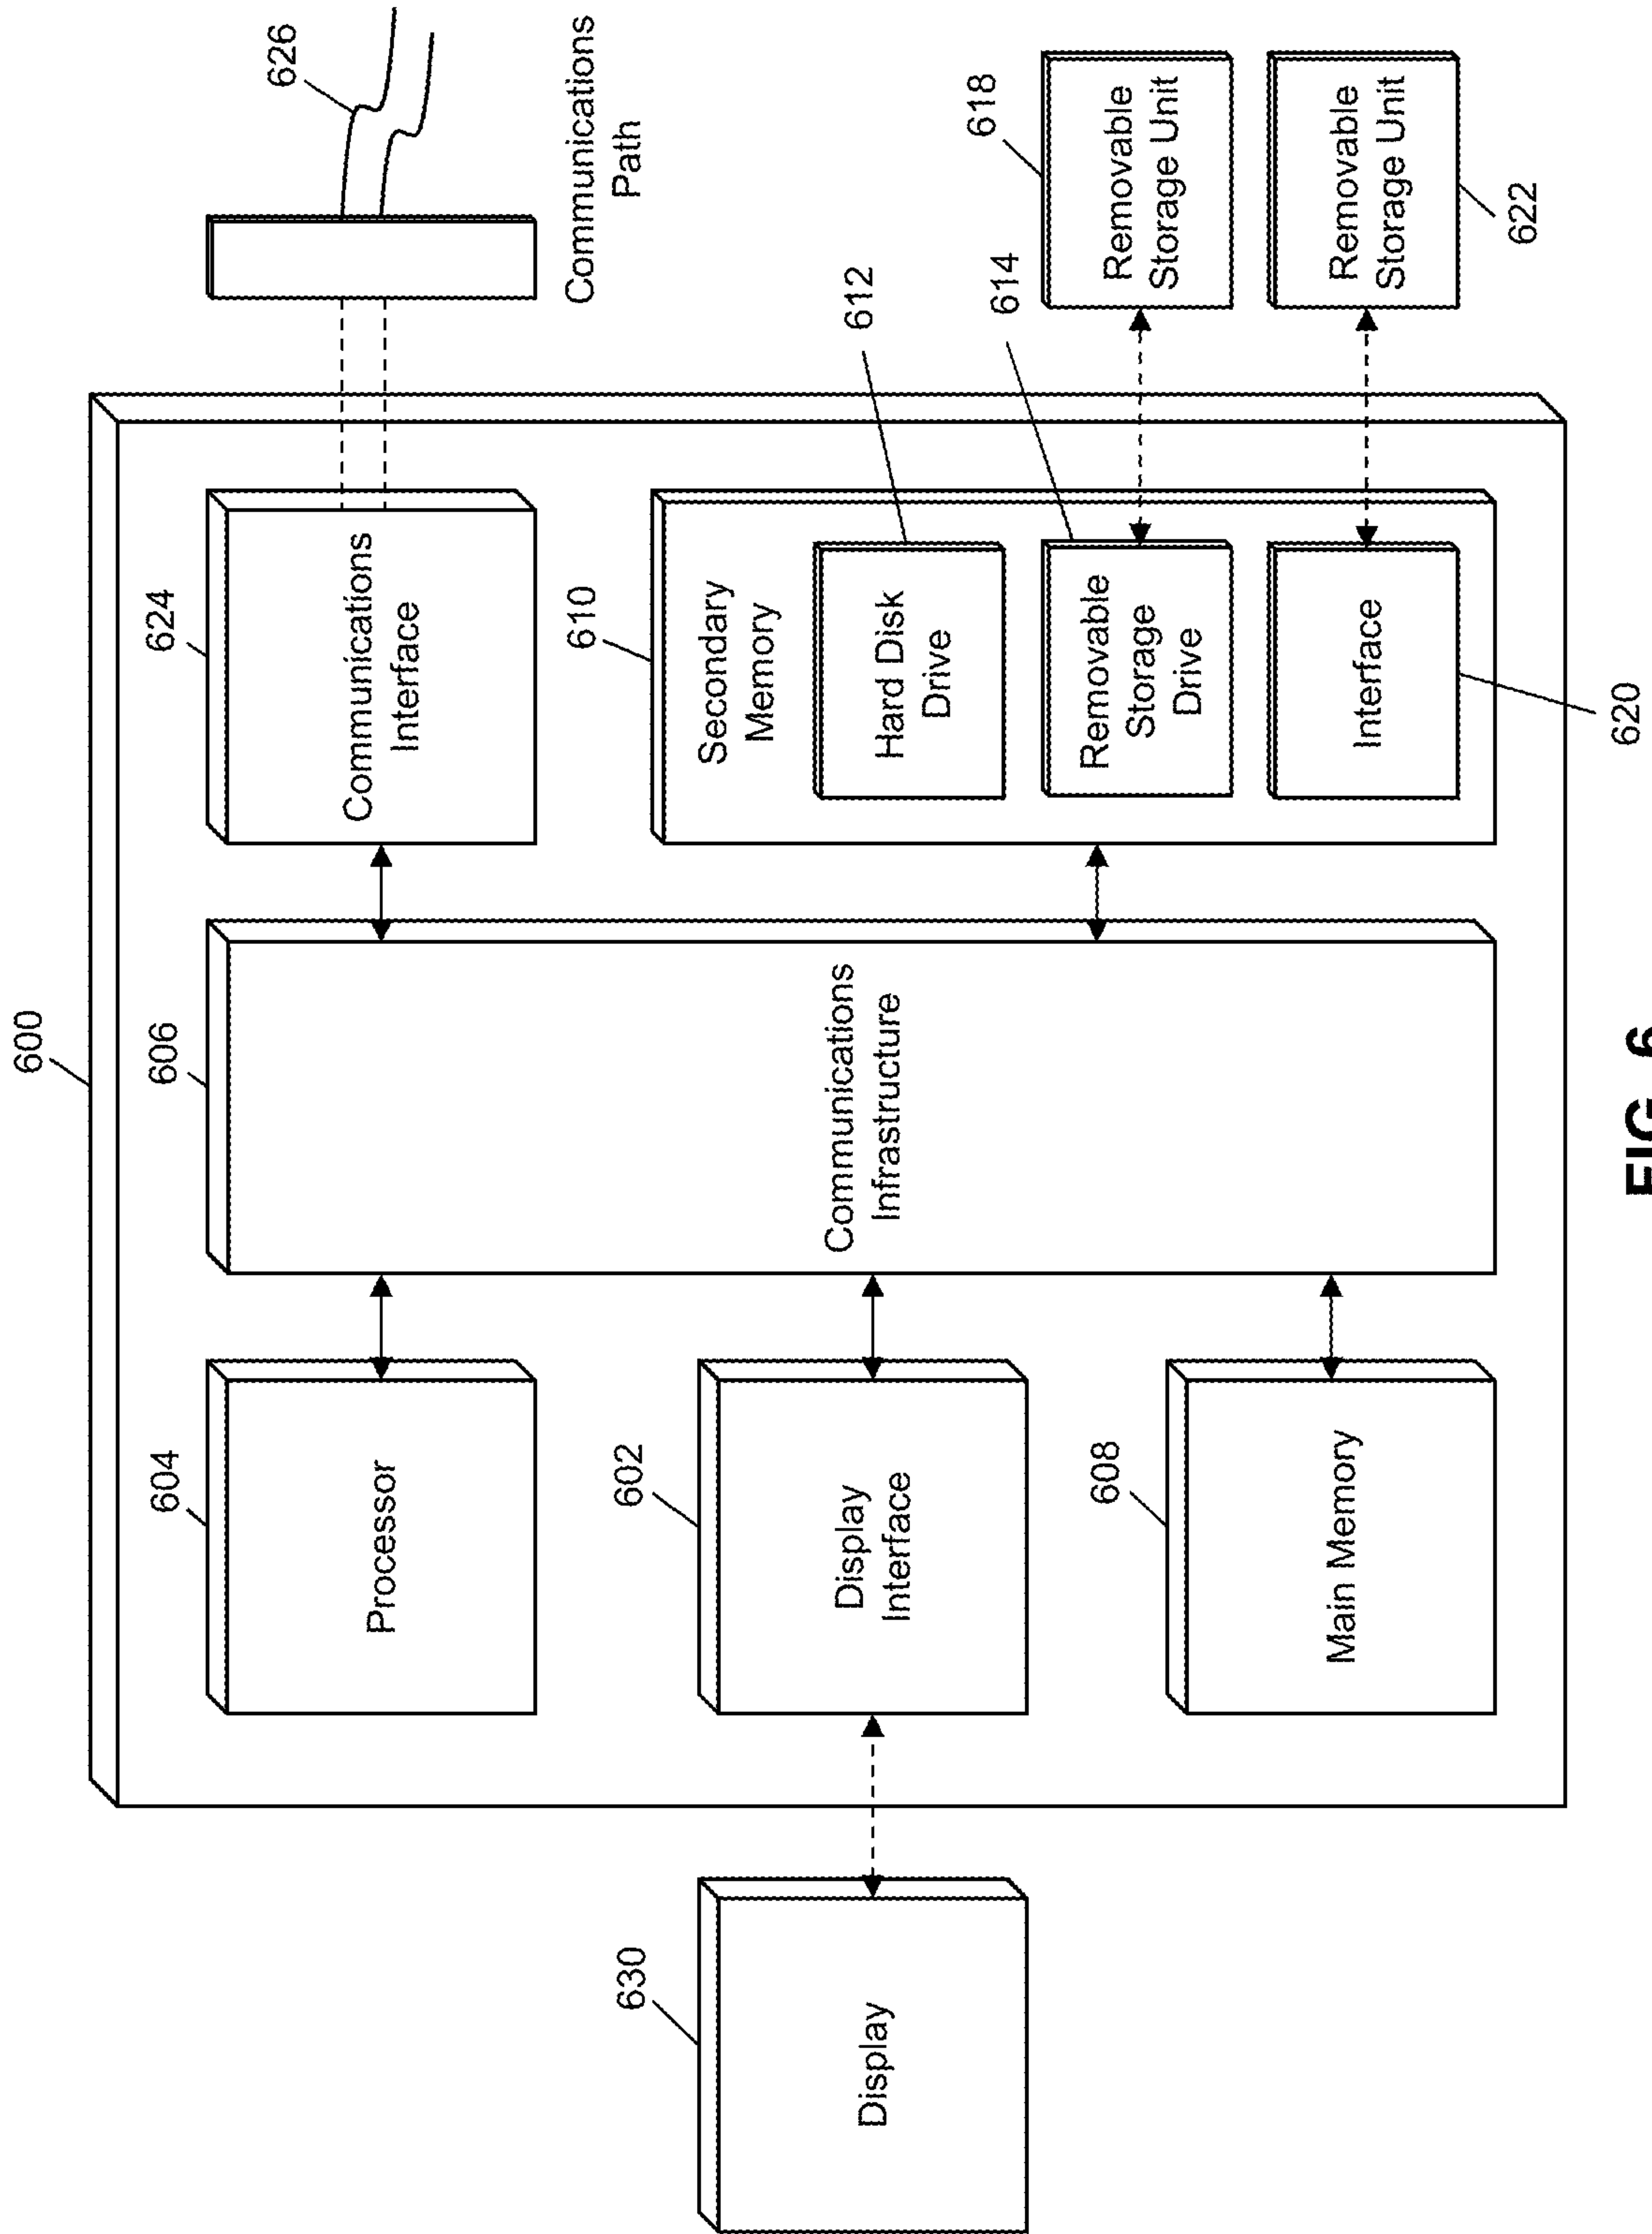 600
604
Processor
602
Display
Interface
608
Main Memory
630
Display
606
Communications
Infrastructure
624
Communications
Interface
610
Secondary
Memory
612
Hard Disk
Drive
614
Removable
Storage
Drive
Interface
620
626
Communications
Path
618
Removable
Storage Unit
Removable
Storage Unit
622
FIG. 6